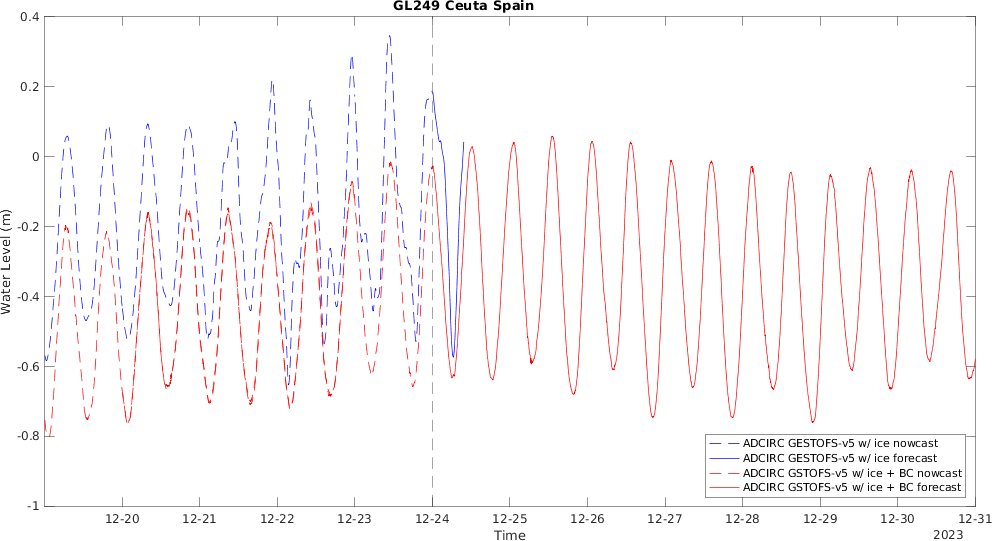 GL249 Ceuta Spain
0.4
0.2
0
-0.2
-0.4
-0.6
-0.8
-1
Water Level (m)
12-20 12-21 12-22 12-23 12-24 12-25 12-26 12-27 12-28 12-29 12-30 12-31
Time
2023
ADCIRC GESTOFS-v5 w/ ice nowcast
ADCIRC GESTOFS-v5 w/ ice forecast
ADCIRC GSTOFS-v5 w/ ice + BC nowcast
ADCIRC GSTOFS-v5 w/ ice + BC forecast